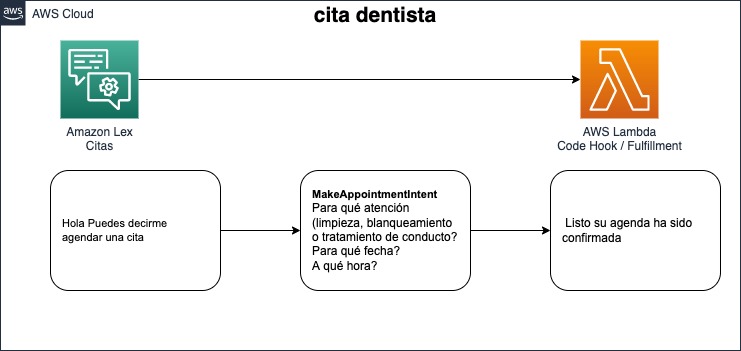 aws
AWS Cloud
cita dentista
Amazon Lex
Citas
AWS Lambda
Code Hook / Fulfillment
Hola Puedes decirme
agendar una cita
MakeAppointmentIntent
Para qué atención
(limpieza, blanqueamiento
o tratamiento de conducto?
Para qué fecha?
A qué hora?
Listo su agenda ha sido
confirmada